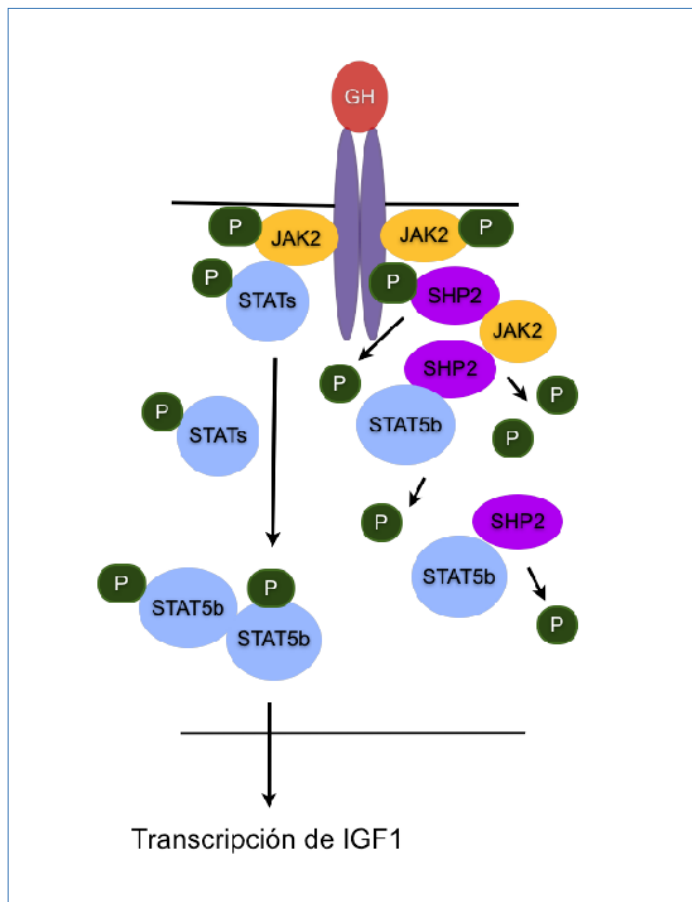 GH
P
JAK2
JAK2
P
P
STATs
P
SHP2
JAK2
P
SHP2
P
P
STATs
STAT5b
P
P
SHP2
P
STAT5b
P
STAT5b
STAT5b
P
Transcripción de IGF1